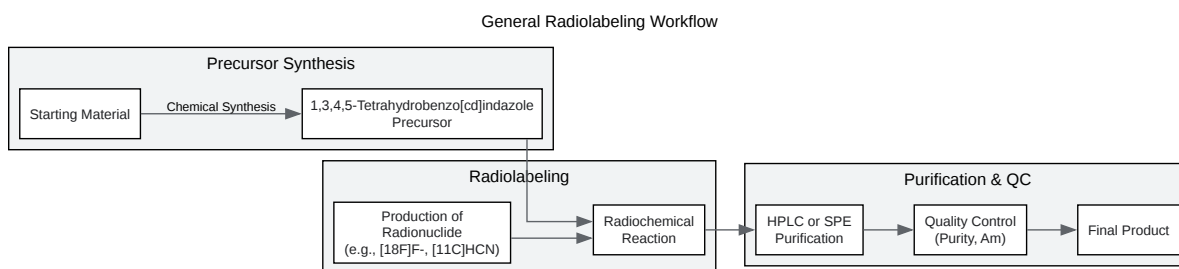 General Radiolabeling Workflow
Precursor Synthesis
Starting Material
Chemical Synthesis
1,3,4,5-Tetrahydrobenzo[cd]indazole
Precursor
Radiolabeling
Production of
Radionuclide
(e.g., [18F]F-, [11C]HCN)
Radiochemical
Reaction
Purification & QC
HPLC or SPE
Purification
Quality Control
(Purity, Am)
Final Product